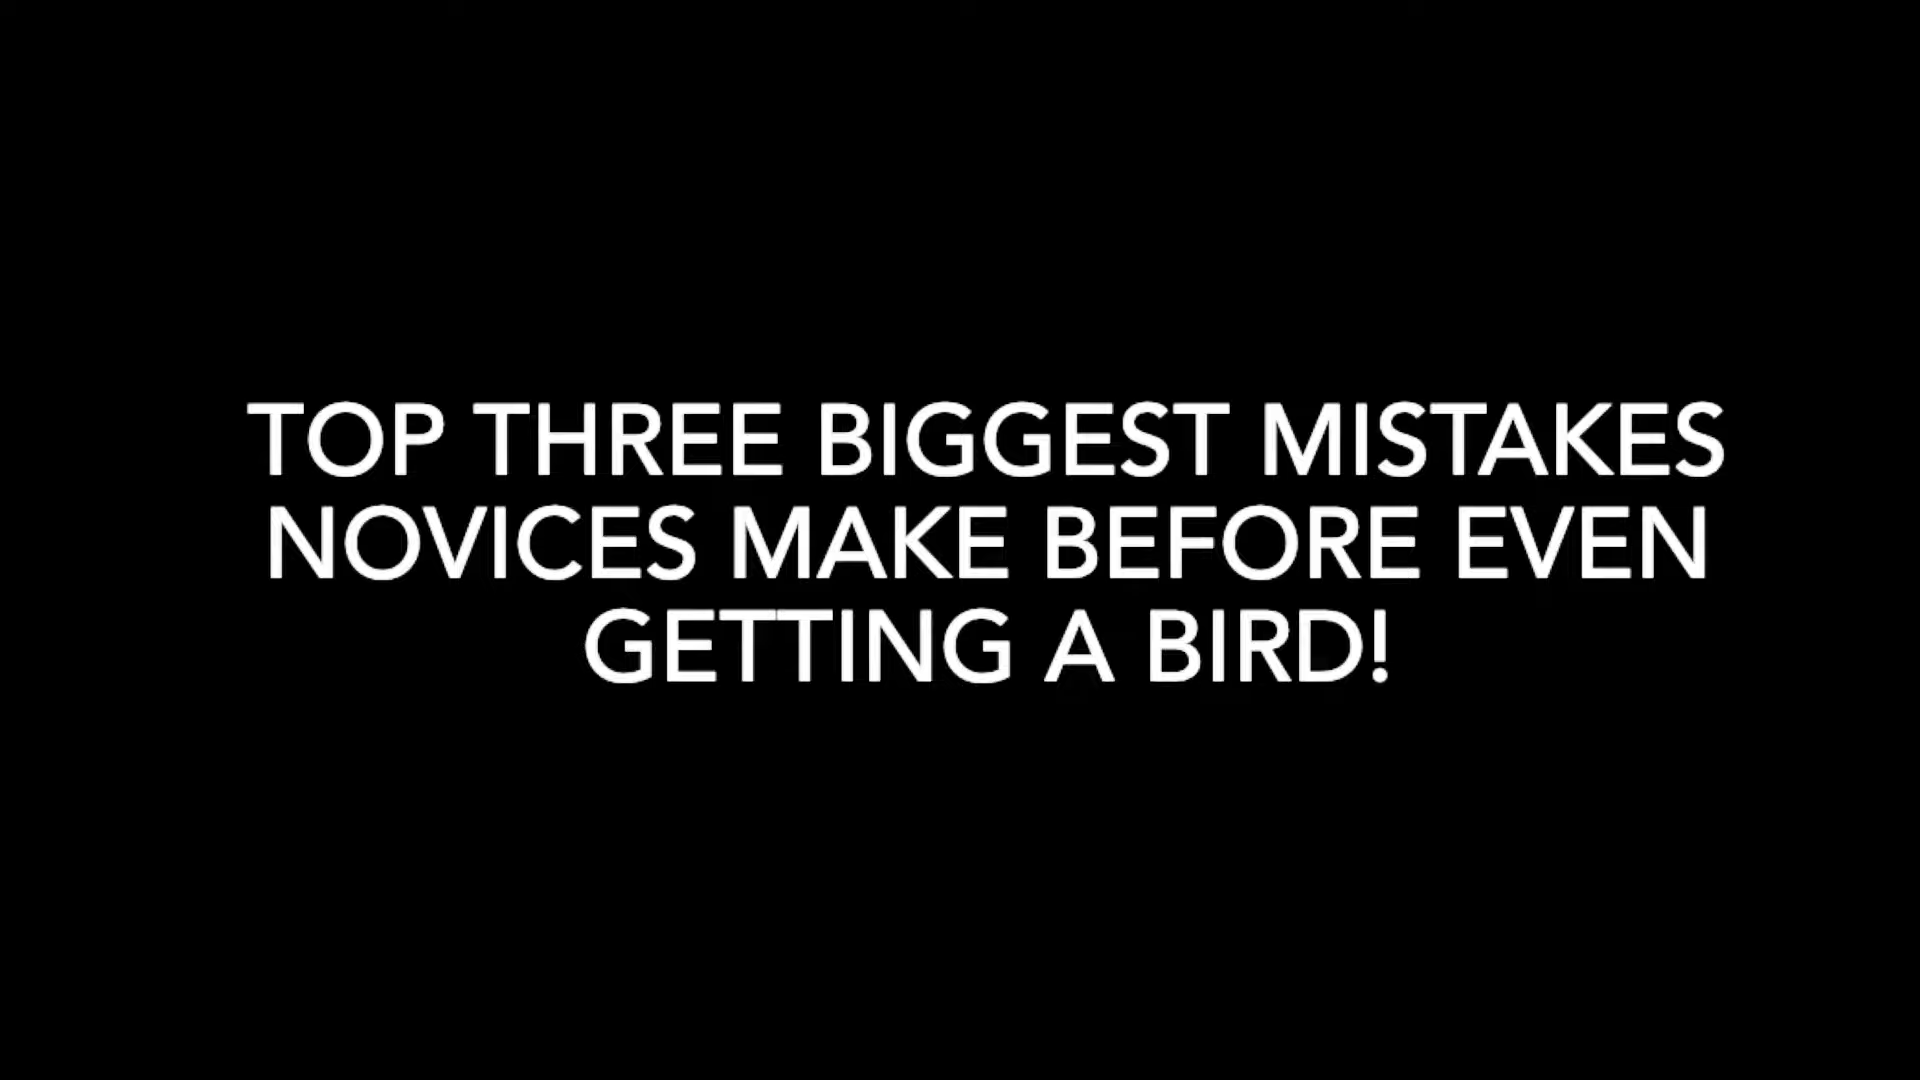 TOP THREE BIGGEST MISTAKES
NOVICES MAKE BEFORE EVEN
GETTING A BIRD!